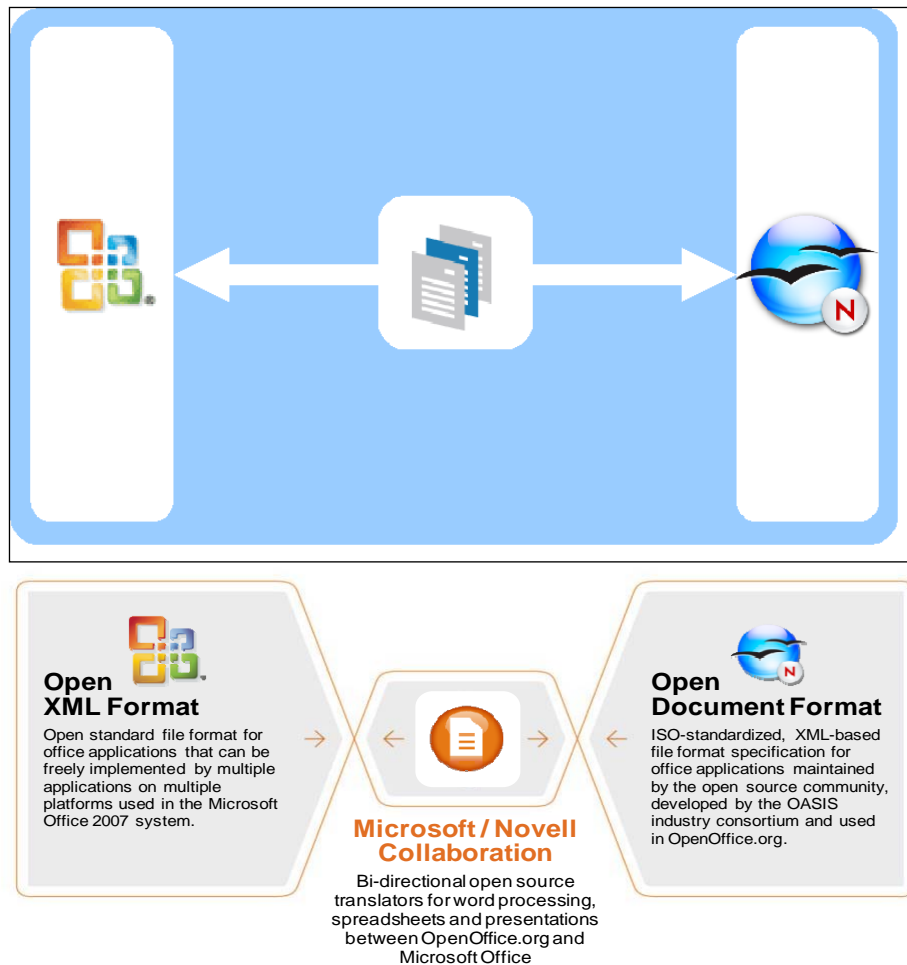 N
Open
XML Format
Open standard file format for
office applications that can be
freely implemented by multiple
applications on multiple
platforms used in the Microsoft
Office 2007 system.
Microsoft / Novell
Collaboration
Bi-directional open source
translators for word processing,
spreadsheets and presentations
between OpenOffice.org and
Microsoft Office
N
Open
Document Format
ISO-standardized, XML-based
file format specification for
office applications maintained
by the open source community,
developed by the OASIS
industry consortium and used
in OpenOffice.org.